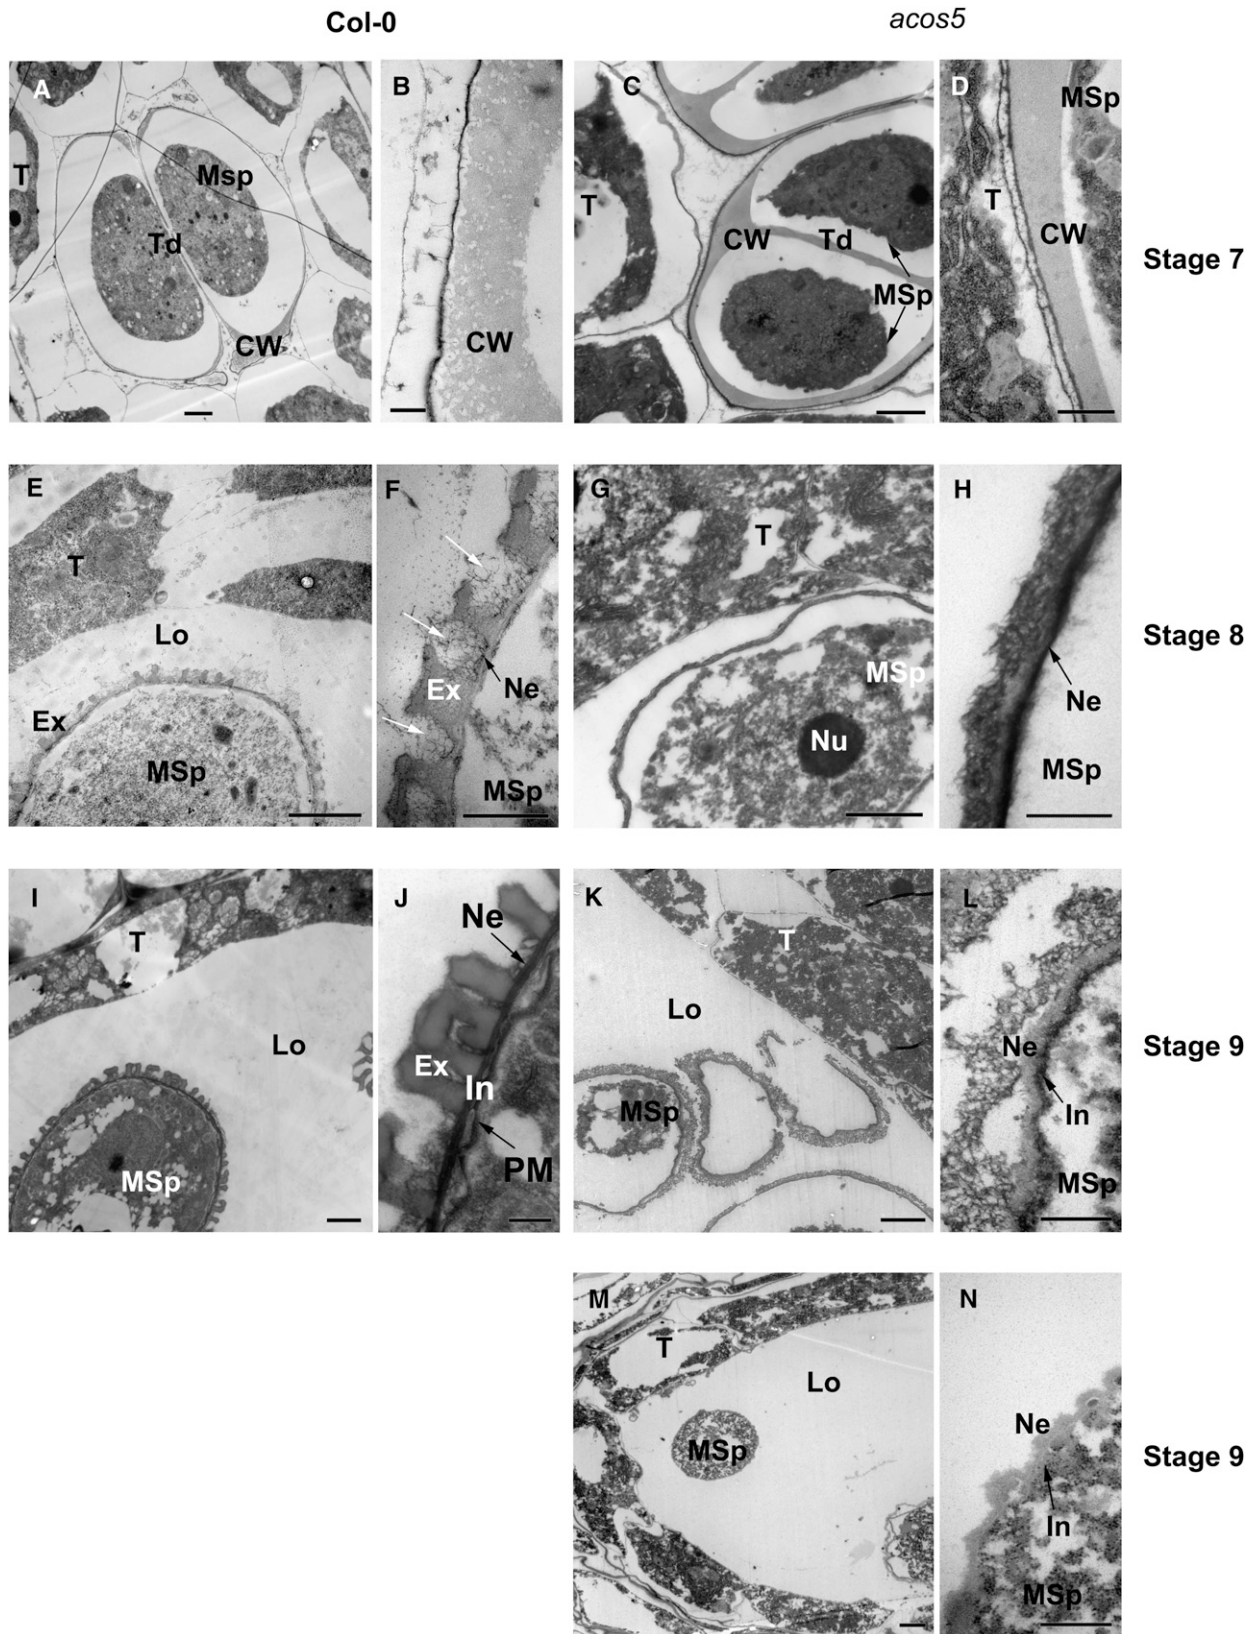 Col-0
acos5
A
T
Msp
Td
CW
B
CW
C
T
CW
Td
MSp
D
MSp
T
CW
Stage 7
E
T
Lo
Ex
MSp
F
Ex
Ne
MSp
G
T
MSp
Nu
H
Ne
MSp
Stage 8
I
T
Lo
MSp
J
Ne
Ex
In
PM
K
T
Lo
MSp
L
Ne
In
MSp
Stage 9
M
T
Lo
MSp
N
Ne
In
MSp
Stage 9